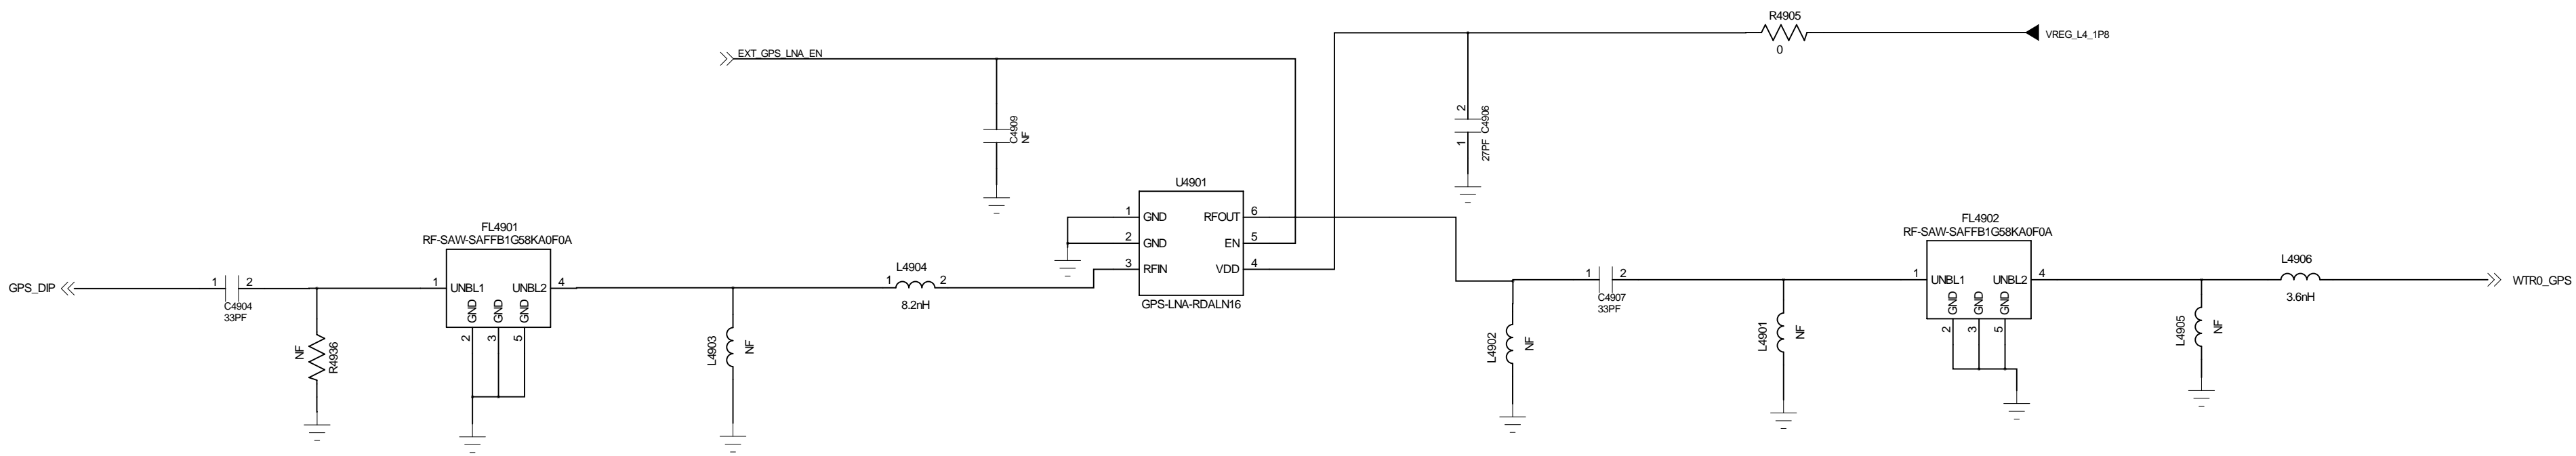 R4905
0
VREG_L4_1P8
EXT_GPS_LNA_EN
C4909
NF
2
C4906
1
27PF
U4901
1
GND
RFOUT
6
2
GND
EN
5
3
RFIN
VDD
4
GPS-LNA-RDALN16
FL4901
RF-SAW-SAFFB1G58KA0F0A
GPS_DIP
1
2
C4904
33PF
1
UNBL1
UNBL2
4
GND
GND
GND
2
3
5
NF
R4936
L4903
NF
L4904
1
2
8.2nH
L4902
NF
1
2
C4907
33PF
L4901
NF
FL4902
RF-SAW-SAFFB1G58KA0F0A
1
UNBL1
UNBL2
4
GND
GND
GND
2
3
5
L4905
NF
L4906
3.6nH
WTR0_GPS